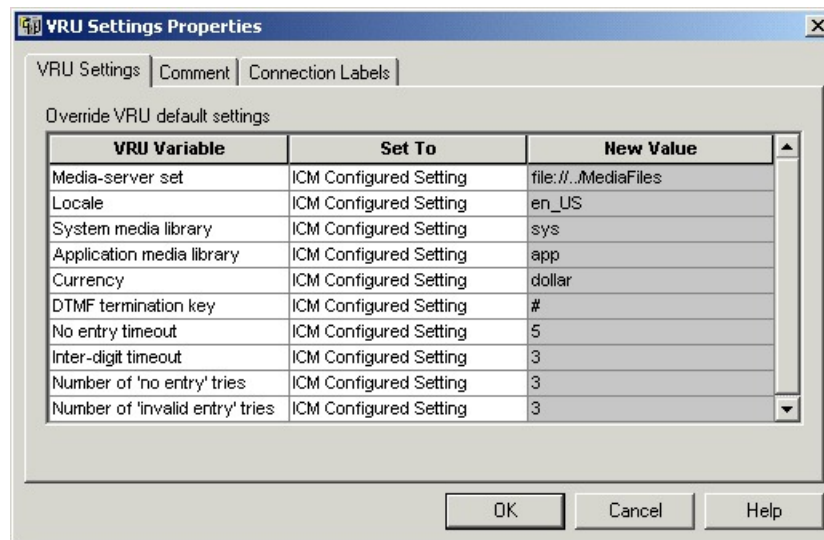 VRU Settings Properties
VRU Settings Comment Connection Labels
Override VRU default settings
VRU Variable Set To New Value
Media-server set ICM Configured Setting file://../MediaFiles
Locale ICM Configured Setting en_US
System media library ICM Configured Setting sys
Application media library ICM Configured Setting app
Currency ICM Configured Setting dollar
DTMF termination key ICM Configured Setting #
No entry timeout ICM Configured Setting 5
Inter-digit timeout ICM Configured Setting 3
Number of 'no entry' tries ICM Configured Setting 3
Number of 'invalid entry' tries ICM Configured Setting 3
OK Cancel Help